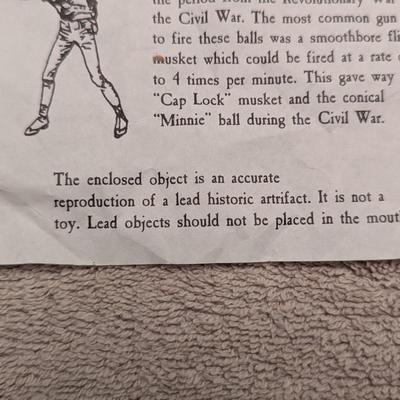 the period from the Revolutionary War
the Civil War. The most common gun
to fire these balls was a smoothbore fli
musket which could be fired at a rate
to 4 times per minute. This gave way
"Cap Lock" musket and the conical
"Minnie" ball during the Civil War.
The enclosed object is an accurate
reproduction of a lead historic artrifact. It is not a
toy. Lead objects should not be placed in the mout